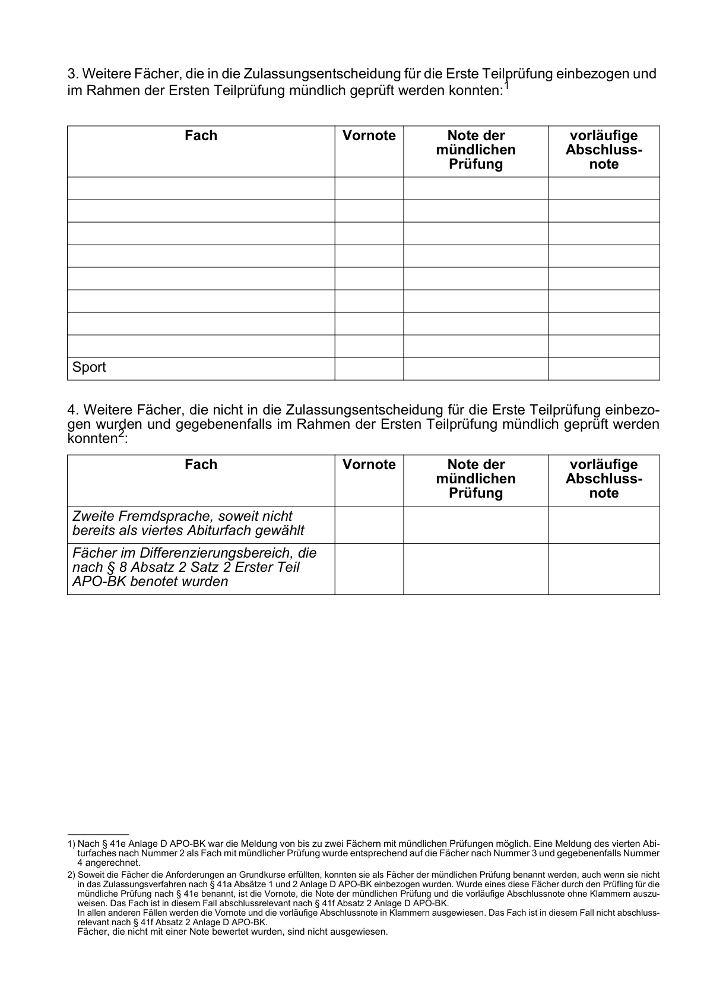 3. Weitere Fächer, die in die Zulassungsentscheidung für die Erste Teilprüfung einbezogen und
im Rahmen der Ersten Teilprüfung mündlich geprüft werden konnten:1
Fach Vornote Note der mündlichen Prüfung vorläufige Abschluss-note
Sport
4. Weitere Fächer, die nicht in die Zulassungsentscheidung für die Erste Teilprüfung einbezo-
gen wurden und gegebenenfalls im Rahmen der Ersten Teilprüfung mündlich geprüft werden
konnten2:
Fach Vornote Note der mündlichen Prüfung vorläufige Abschluss-note
Zweite Fremdsprache, soweit nicht
bereits als viertes Abiturfach gewählt
Fächer im Differenzierungsbereich, die
nach § 8 Absatz 2 Satz 2 Erster Teil
APO-BK benotet wurden
1) Nach § 41e Anlage D APO-BK war die Meldung von bis zu zwei Fächern mit mündlichen Prüfungen möglich. Eine Meldung des vierten Abi-
turfaches nach Nummer 2 als Fach mit mündlicher Prüfung wurde entsprechend auf die Fächer nach Nummer 3 und gegebenenfalls Nummer
4 angerechnet.
2) Soweit die Fächer die Anforderungen an Grundkurse erfüllten, konnten sie als Fächer der mündlichen Prüfung benannt werden, auch wenn sie nicht
in das Zulassungsverfahren nach § 41a Absätze 1 und 2 Anlage D APO-BK einbezogen wurden. Wurde eines diese Fächer durch den Prüfling für die
mündliche Prüfung nach § 41e benannt, ist die Vornote, die Note der mündlichen Prüfung und die vorläufige Abschlussnote ohne Klammern auszu-
weisen. Das Fach ist in diesem Fall abschlussrelevant nach § 41f Absatz 2 Anlage D APO-BK.
In allen anderen Fällen werden die Vornote und die vorläufige Abschlussnote in Klammern ausgewiesen. Das Fach ist in diesem Fall nicht abschluss-
relevant nach § 41f Absatz 2 Anlage D APO-BK.
Fächer, die nicht mit einer Note bewertet wurden, sind nicht ausgewiesen.